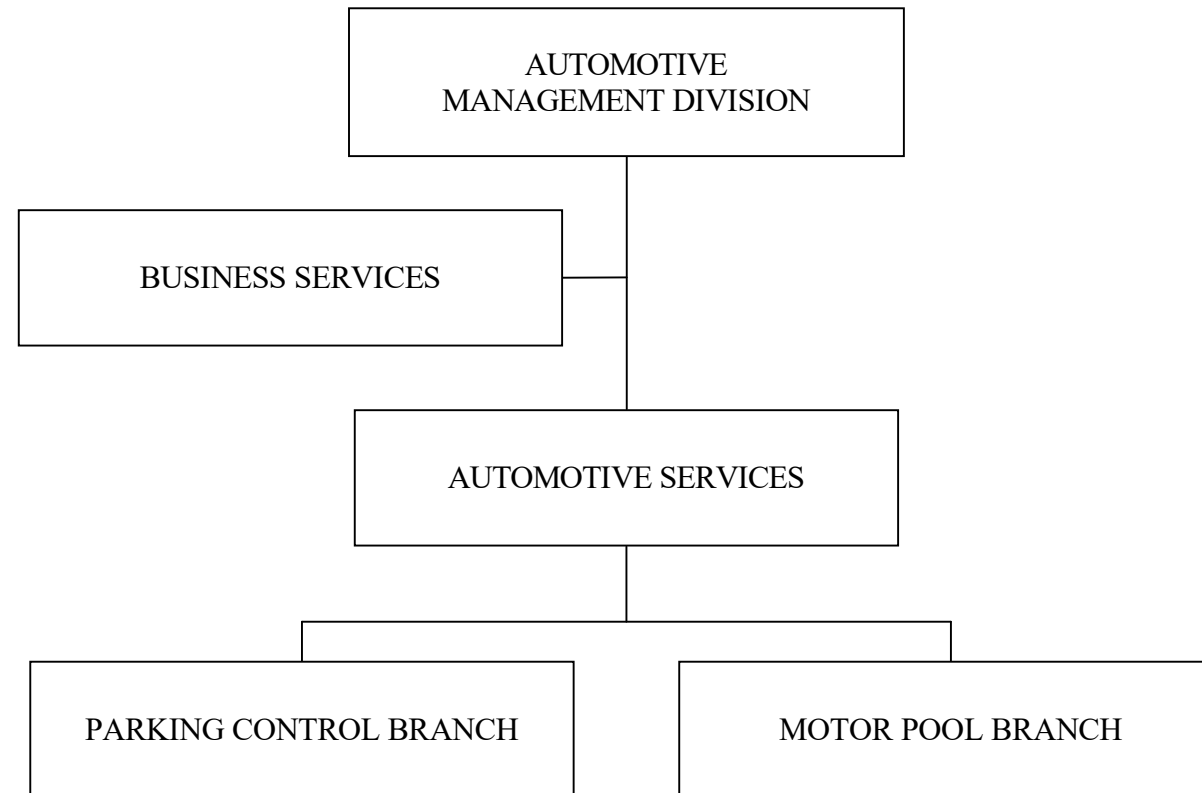 AUTOMOTIVE
MANAGEMENT DIVISION
BUSINESS SERVICES
AUTOMOTIVE SERVICES
PARKING CONTROL BRANCH
MOTOR POOL BRANCH